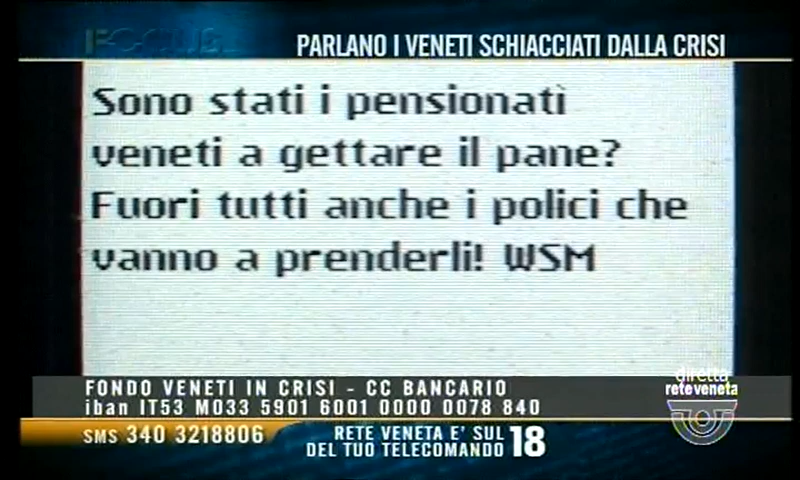 FOCUS
PARLANO I VENETI SCHIACCIATI DALLA CRISI
Sono stati i pensionati
veneti a gettare il pane?
Fuori tutti anche i polici che
vanno a prenderli! WSM
diretta
reteveneta
FONDO VENETI IN CRISI - CC BANCARIO
iban IT53 M033 5901 6001 0000 0078 840
SMS 340 3218806
RETE VENETA E' SUL 18
DEL TUO TELECOMANDO